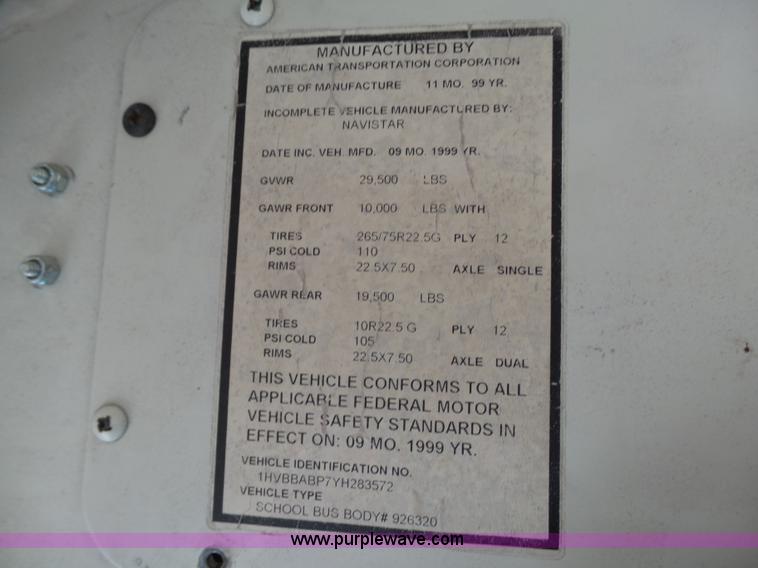 MANUFACTURED BY
AMERICAN TRANSPORTATION CORPORATION
DATE OF MANUFACTURE 11 MO. 99 YR.
INCOMPLETE VEHICLE MANUFACTURED BY:
NAVISTAR
DATE INC. VEH. MFD. 09 MO. 1999 YR.
GVWR 29,500 LBS
GAWR FRONT 10,000 LBS WITH
TIRES 265/75R22.5G PLY 12
PSI COLD 110
RIMS 22.5X7.50 AXLE SINGLE
GAWR REAR 19,500 LBS
TIRES 10R22.5 G PLY 12
PSI COLD 105
RIMS 22.5X7.50 AXLE DUAL
THIS VEHICLE CONFORMS TO ALL
APPLICABLE FEDERAL MOTOR
VEHICLE SAFETY STANDARDS IN
EFFECT ON: 09 MO. 1999 YR.
VEHICLE IDENTIFICATION NO.
1HVBBABP7YH283572
VEHICLE TYPE
SCHOOL BUS BODY# 926320
www.purplewave.com